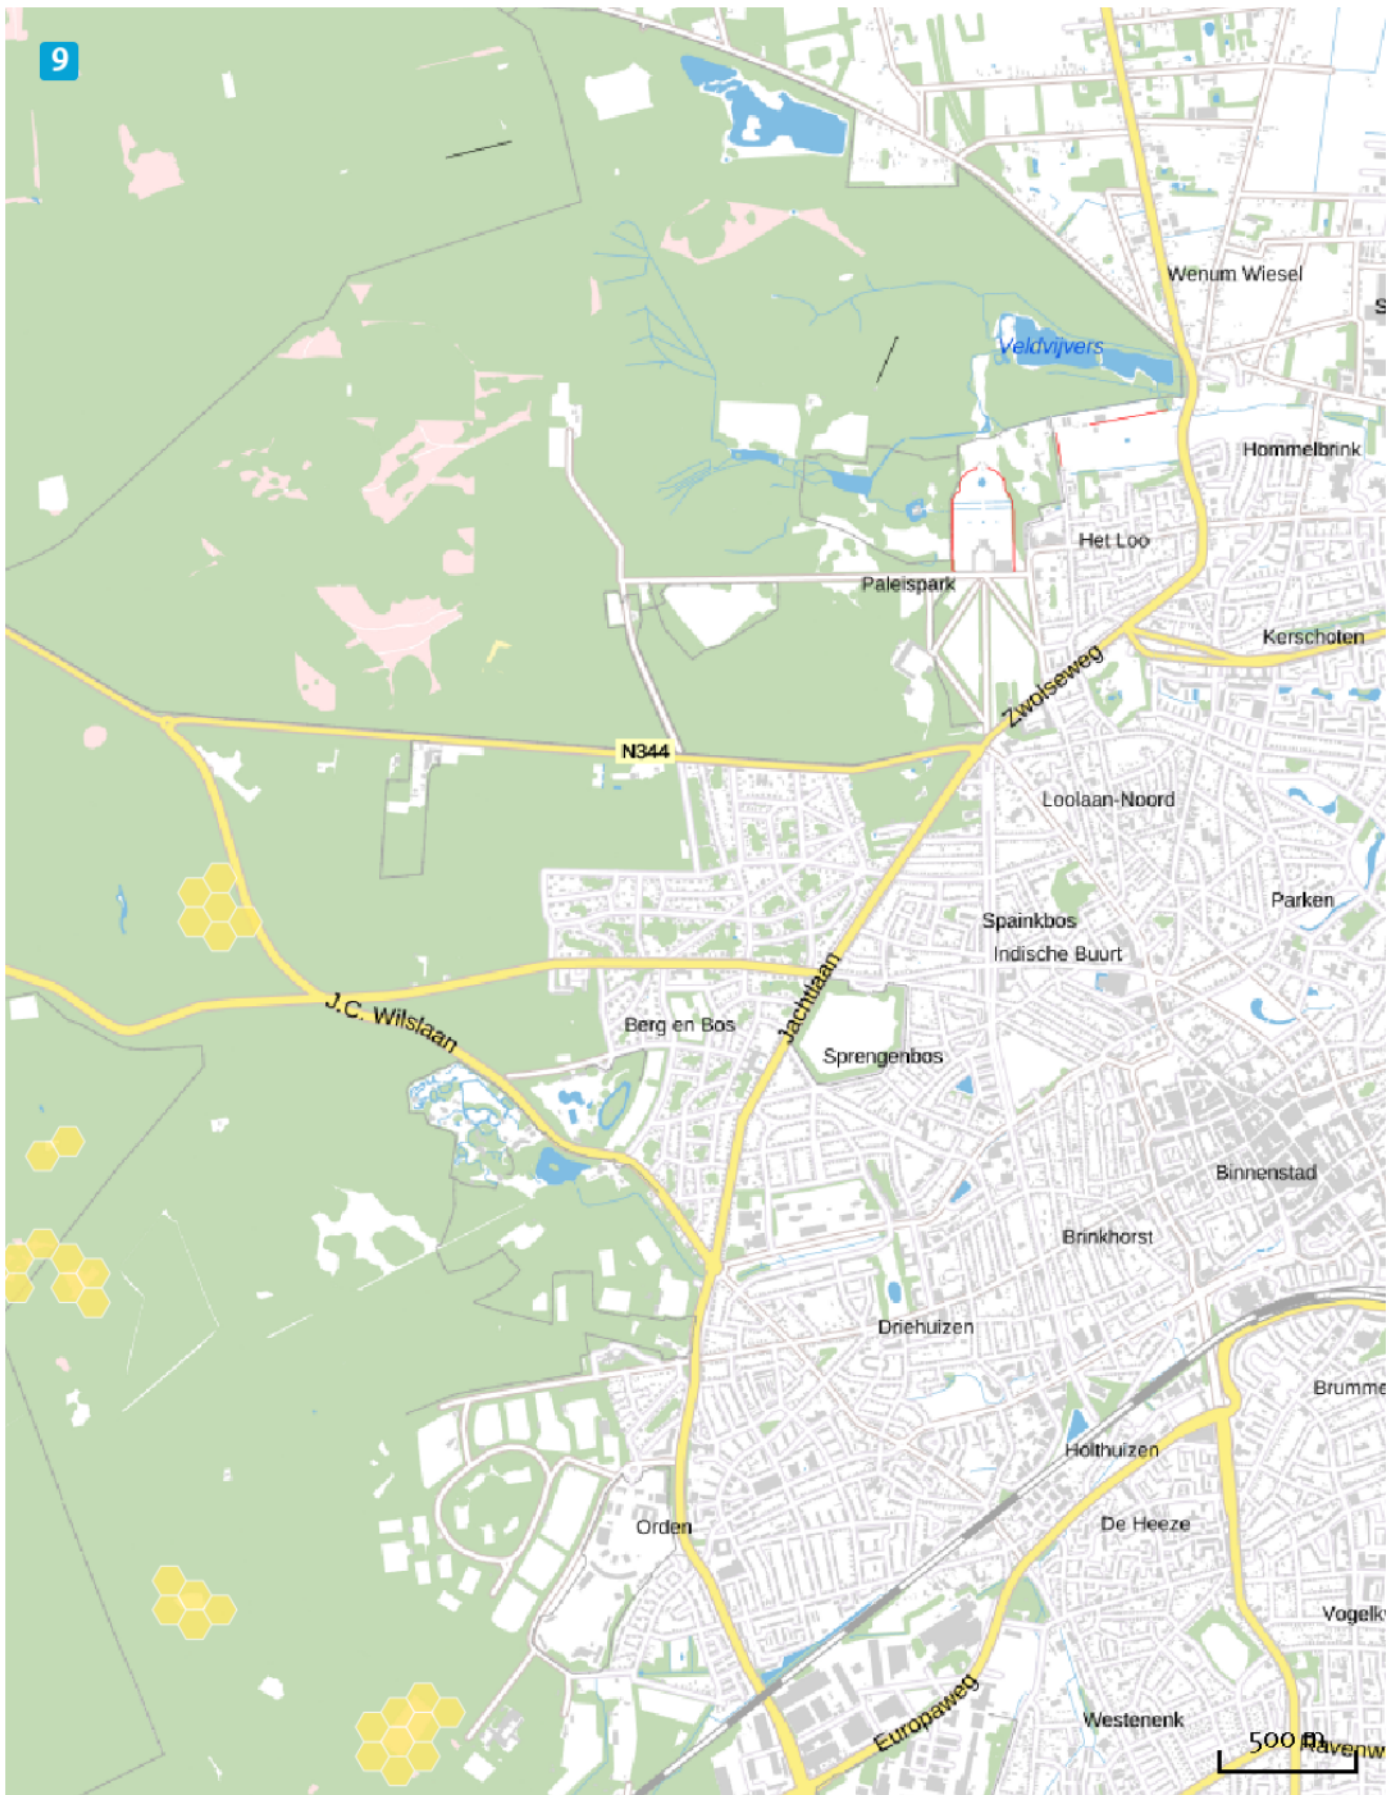 9
Wenum Wiesel
S
Veldvijvers
Hommelbrink
Het Loo
Paleispark
Kerschoten
Zwolseweg
N344
Loolaan-Noord
Parken
Spainkbos
Indische Buurt
Jachtlaan
J.C. Wilslaan
Berg en Bos
Sprengenbos
Binnenstad
Brinkhorst
Driehuizen
Brumme
Holthuizen
Orden
De Heeze
Vogelk
Europaweg
Westenenk
500 m
Ravenw